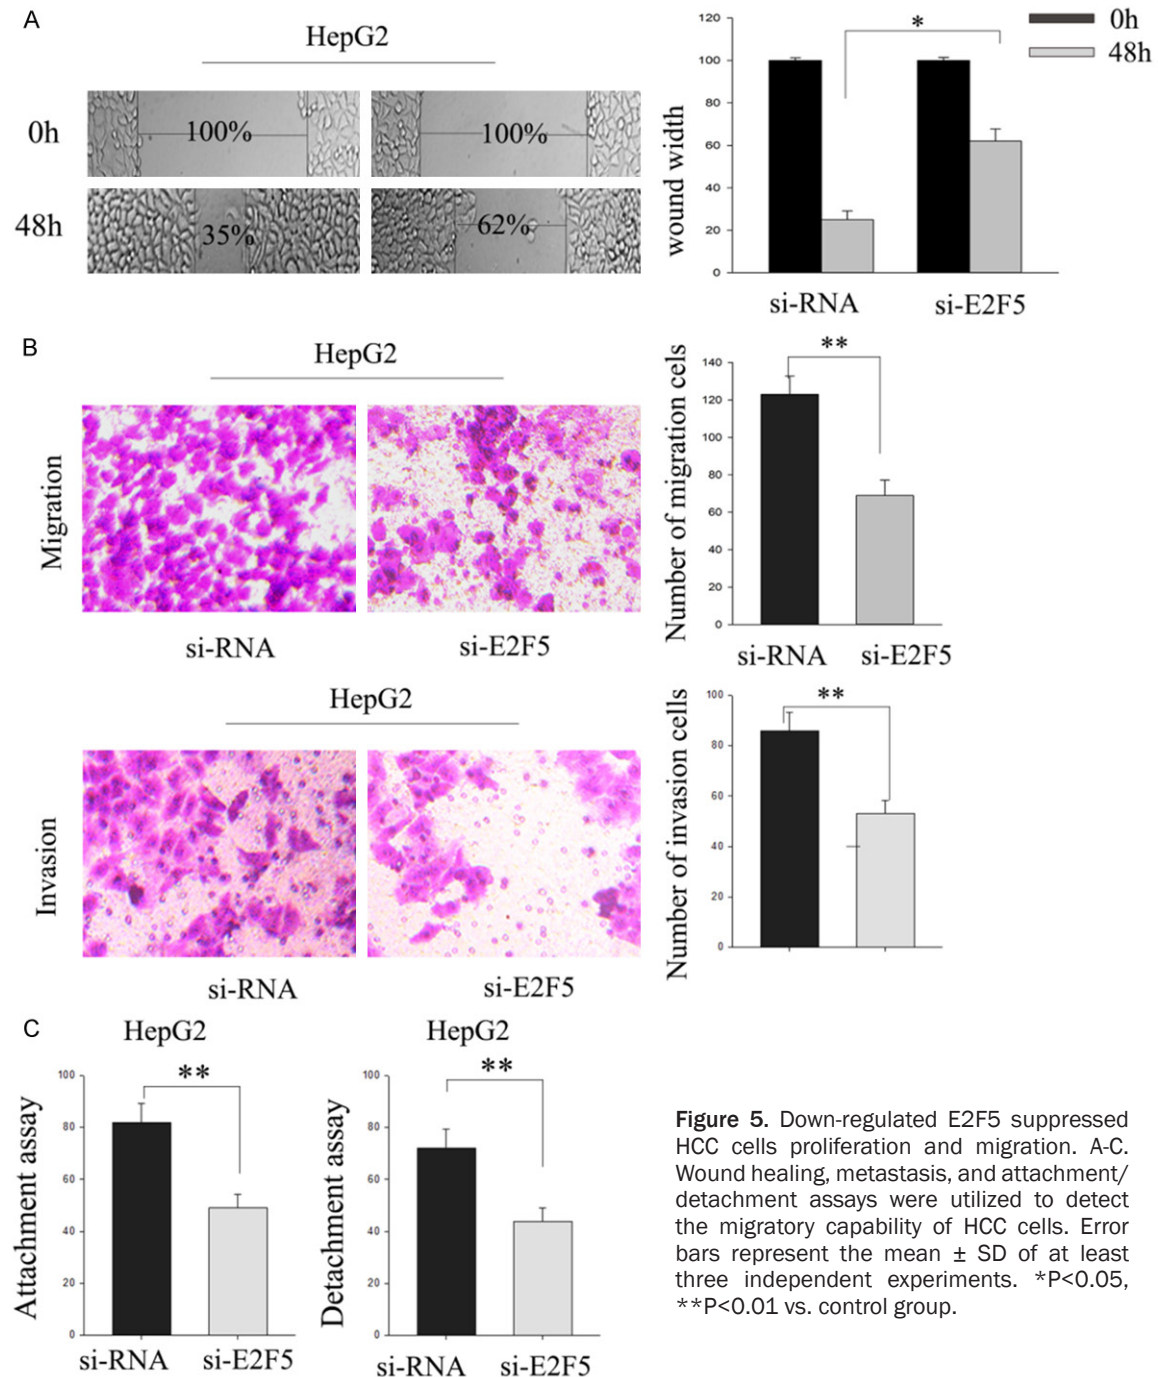 A
HepG2
0h
100%
100%
48h
35%
62%
120
100
80
60
40
20
0
wound width
*
0h
48h
si-RNA
si-E2F5
B
HepG2
Migration
si-RNA
si-E2F5
Number of migration cels
140
120
100
80
60
40
20
0
**
si-RNA
si-E2F5
HepG2
Invasion
si-RNA
si-E2F5
Number of invasion cells
100
80
60
40
20
0
**
C
HepG2
Attachment assay
100
80
60
40
20
0
**
si-RNA
si-E2F5
HepG2
Detachment assay
100
80
60
40
20
0
**
si-RNA
si-E2F5
Figure 5. Down-regulated E2F5 suppressed
HCC cells proliferation and migration. A-C.
Wound healing, metastasis, and attachment/
detachment assays were utilized to detect
the migratory capability of HCC cells. Error
bars represent the mean ± SD of at least
three independent experiments. *P<0.05,
**P<0.01 vs. control group.